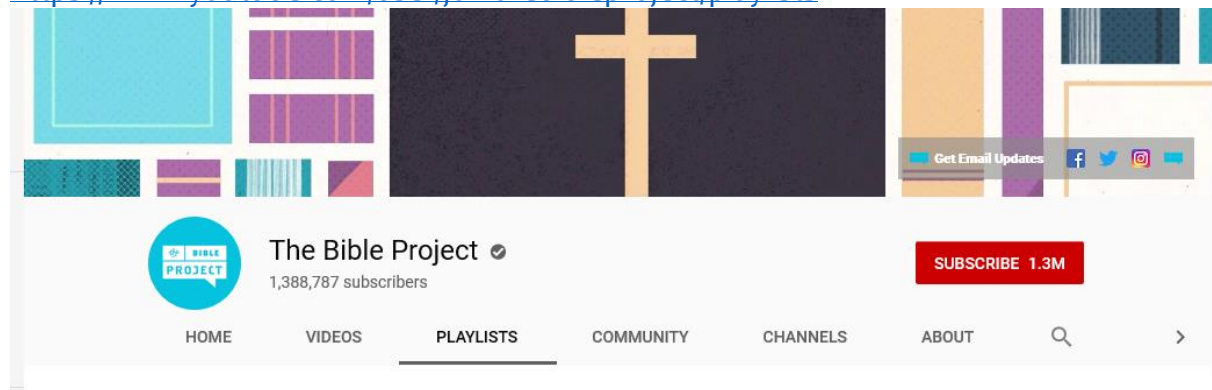 Get Email Updates
BIBLE
PROJECT
The Bible Project
1,388,787 subscribers
SUBSCRIBE 1.3M
HOME VIDEOS PLAYLISTS COMMUNITY CHANNELS ABOUT